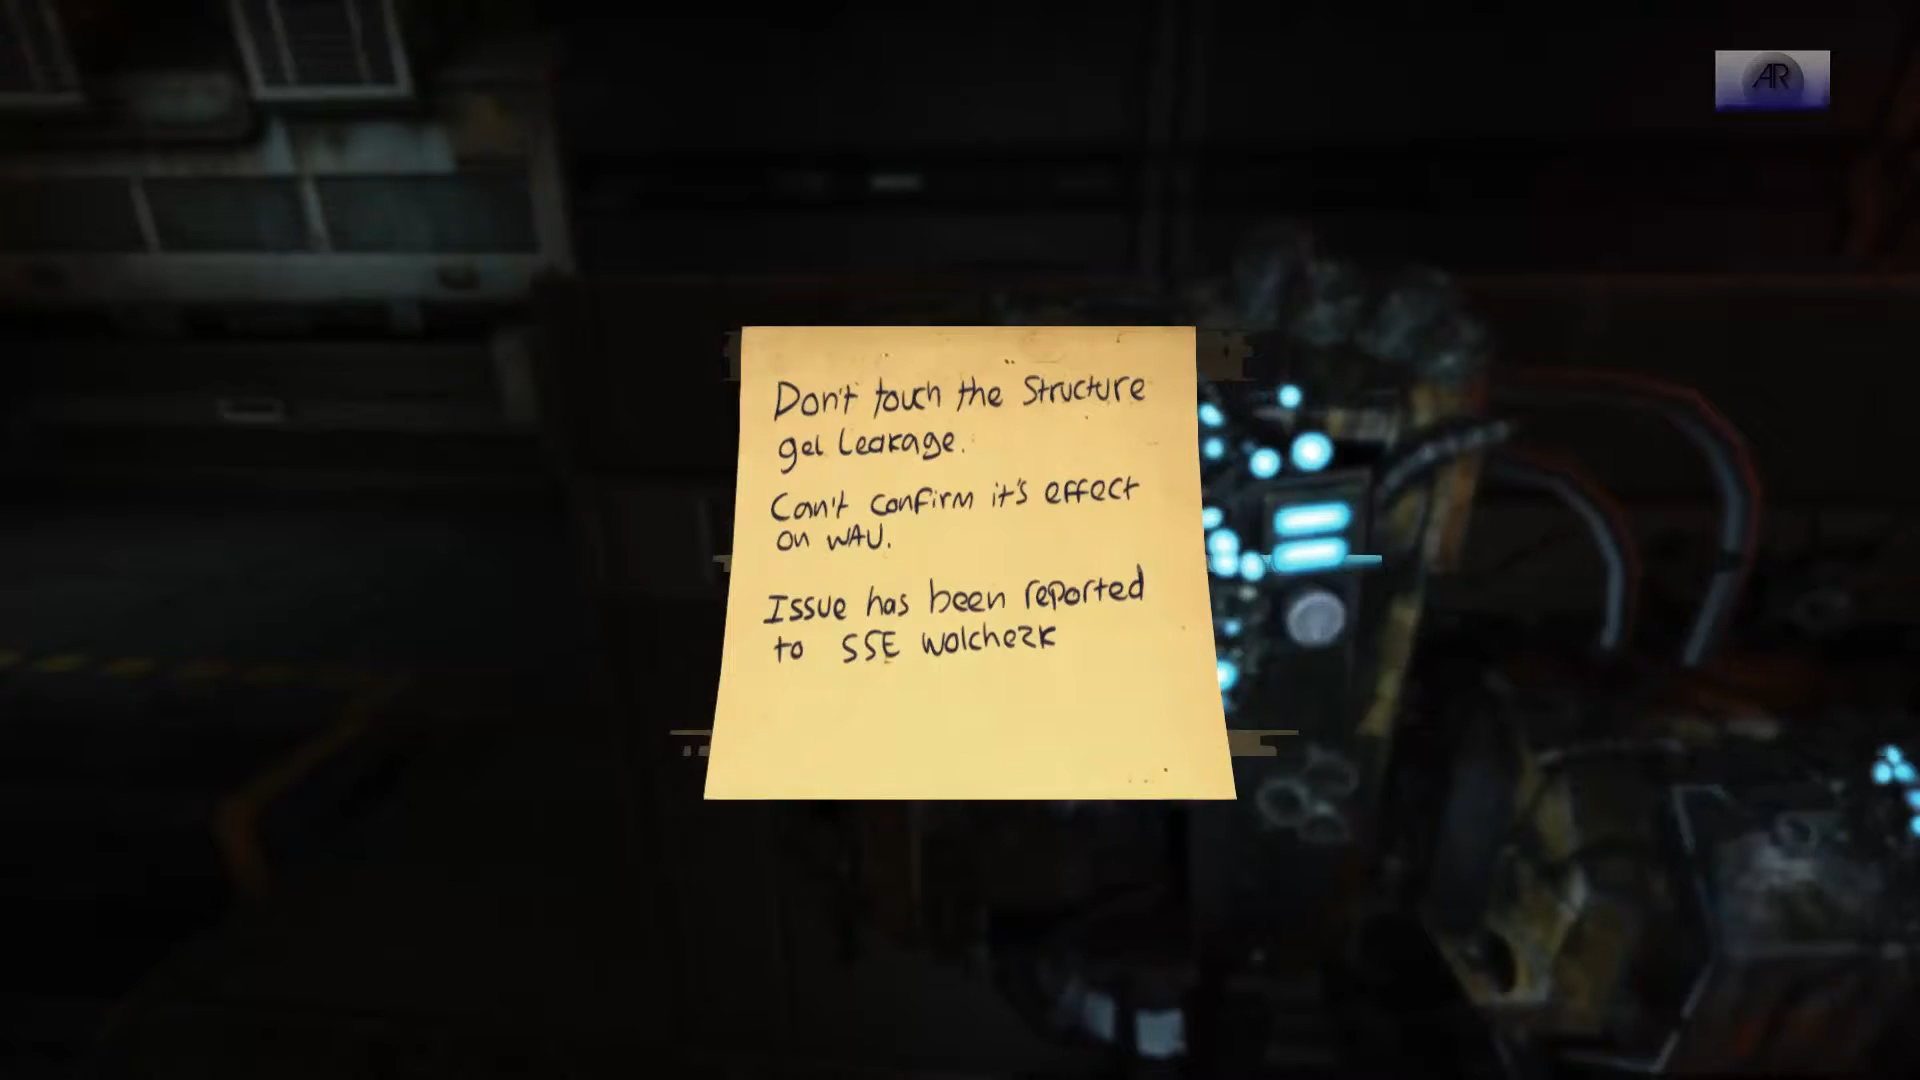 AR
Don't touch the Structure
gel leakage.
Can't confirm it's effect
on WAU.
Issue has been reported
to SSE Wolchezk